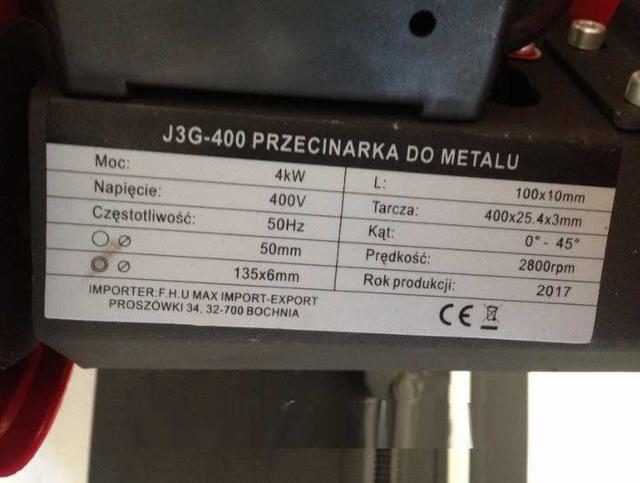 J3G-400 PRZECINARKA DO METALU
Moc: 4kW
Napięcie: 400V
Częstotliwość: 50Hz
50mm
135x6mm
L: 100x10mm
Tarcza: 400x25.4x3mm
Kąt: 0° - 45°
Prędkość: 2800rpm
Rok produkcji: 2017
IMPORTER:F.H.U MAX IMPORT-EXPORT
PROSZÓWKI 34, 32-700 BOCHNIA
CE